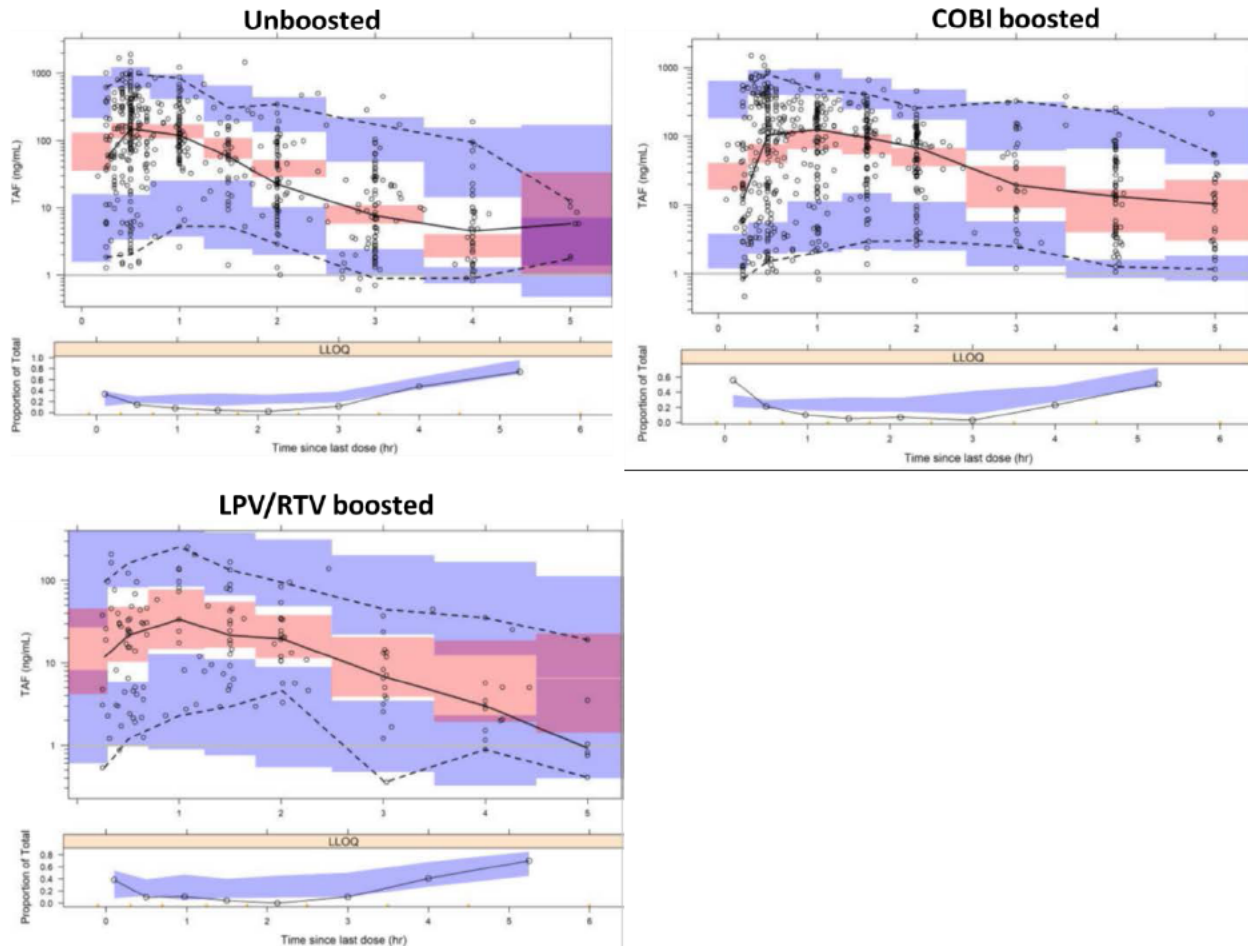 Unboosted
TAF (ng/mL)
1000
100
10
1
0 1 2 3 4 5
LLOQ
Proportion of Total
1.0
0.8
0.6
0.4
0.2
0.0
0 1 2 3 4 5 6
Time since last dose (hr)
COBI boosted
TAF (ng/mL)
1000
100
10
1
0 1 2 3 4 5
LLOQ
Proportion of Total
0.6
0.4
0.2
0.0
0 1 2 3 4 5 6
Time since last dose (hr)
LPV/RTV boosted
TAF (ng/mL)
100
10
1
1 2 3 4 5
LLOQ
Proportion of Total
0.8
0.6
0.4
0.2
0.0
0 1 2 3 4 5 6
Time since last dose (hr)